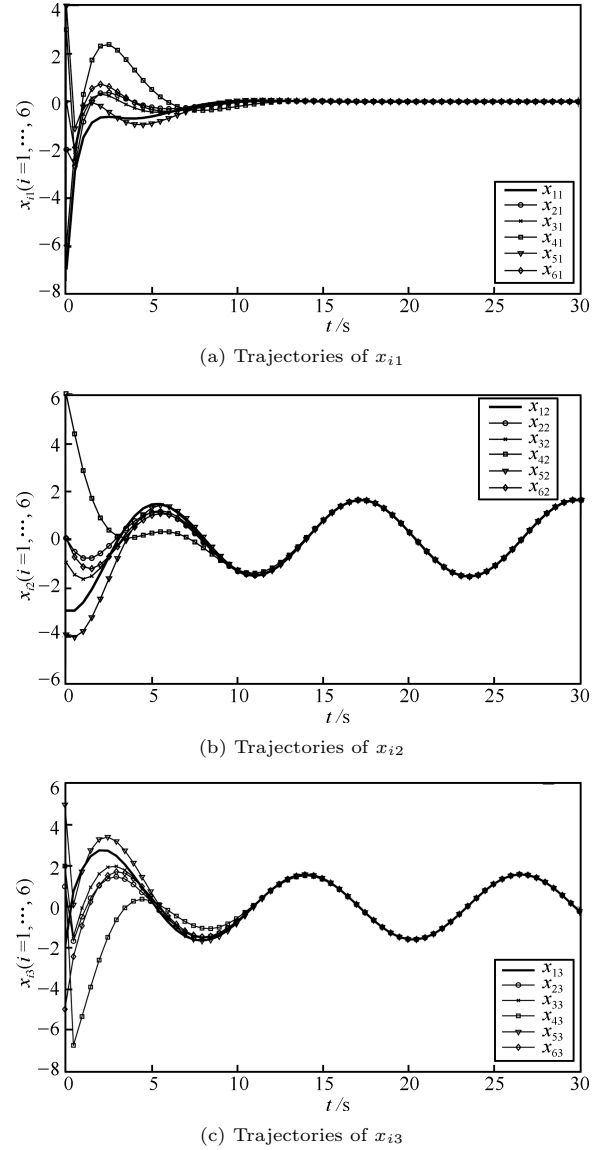 4
2
0
−2
−4
−6
−8
x_{i1}(i=1,⋯, 6)
x_{11}
x_{21}
x_{31}
x_{41}
x_{51}
x_{61}
0 5 10 15 20 25 30
t/s
(a) Trajectories of x_{i1}
6
4
2
0
−2
−4
−6
x_{i2}(i=1,⋯, 6)
x_{12}
x_{22}
x_{32}
x_{42}
x_{52}
x_{62}
0 5 10 15 20 25 30
t/s
(b) Trajectories of x_{i2}
6
4
2
0
−2
−4
−6
−8
x_{i3}(i=1,⋯, 6)
x_{13}
x_{23}
x_{33}
x_{43}
x_{53}
x_{63}
0 5 10 15 20 25 30
t/s
(c) Trajectories of x_{i3}